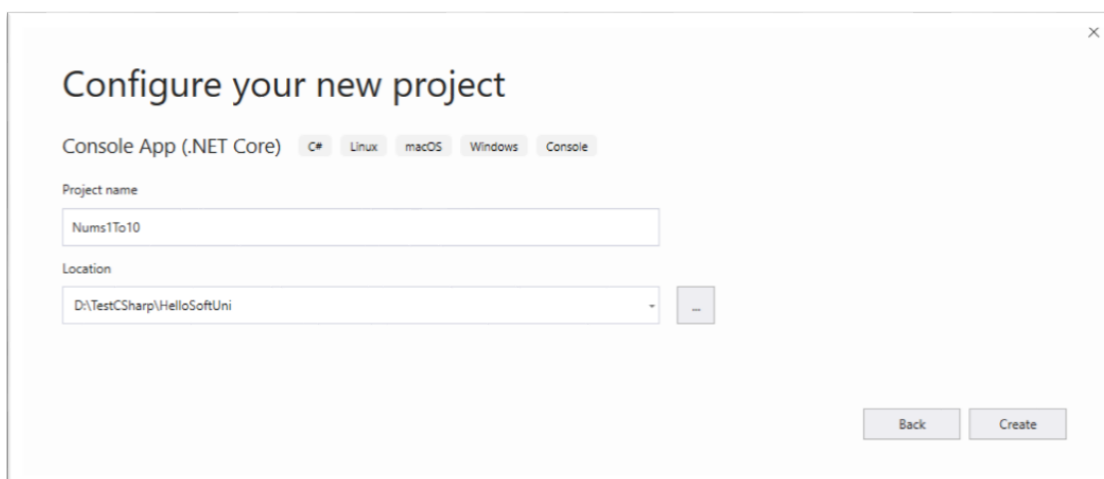 Configure your new project
Console App (.NET Core) C# Linux macOS Windows Console
Project name
Nums1To10
Location
D:\TestCSharp\HelloSoftUni
...
Back Create